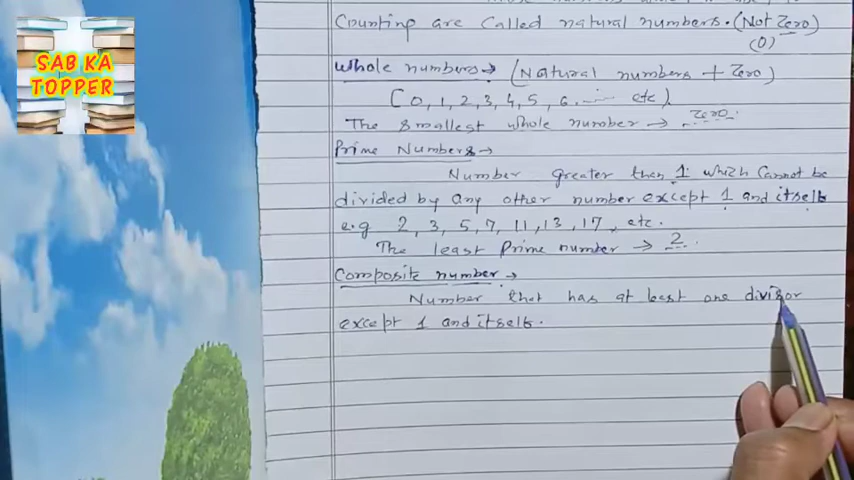 SAB KA
TOPPER
Counting are Called natural numbers. (Not Zero)
(0)
Whole numbers → (Natural numbers + Zero)
(0, 1, 2, 3, 4, 5, 6 ...... etc)
The smallest whole number → Zero.
Prime Numbers →
Number greater then 1 which Cannot be
divided by any other number except 1 and itself
e.g 2, 3, 5, 7, 11, 13, 17, etc.
The least Prime number → 2.
Composite number →
Number that has at least one divisor
except 1 and itself.